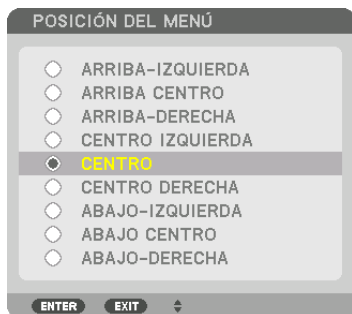 POSICIÓN DEL MENÚ
ARRIBA-IZQUIERDA
ARRIBA CENTRO
ARRIBA-DERECHA
CENTRO IZQUIERDA
CENTRO
CENTRO DERECHA
ABAJO-IZQUIERDA
ABAJO CENTRO
ABAJO-DERECHA
ENTER EXIT